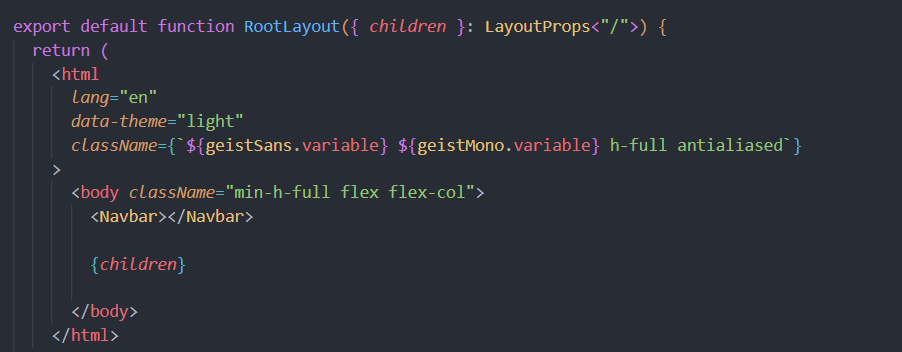 export default function RootLayout({ children }: LayoutProps<"/">) {
  return (
    <html
      lang="en"
      data-theme="light"
      className={`${geistSans.variable} ${geistMono.variable} h-full antialiased`}
    >
      <body className="min-h-full flex flex-col">
        <Navbar></Navbar>

        {children}

      </body>
    </html>